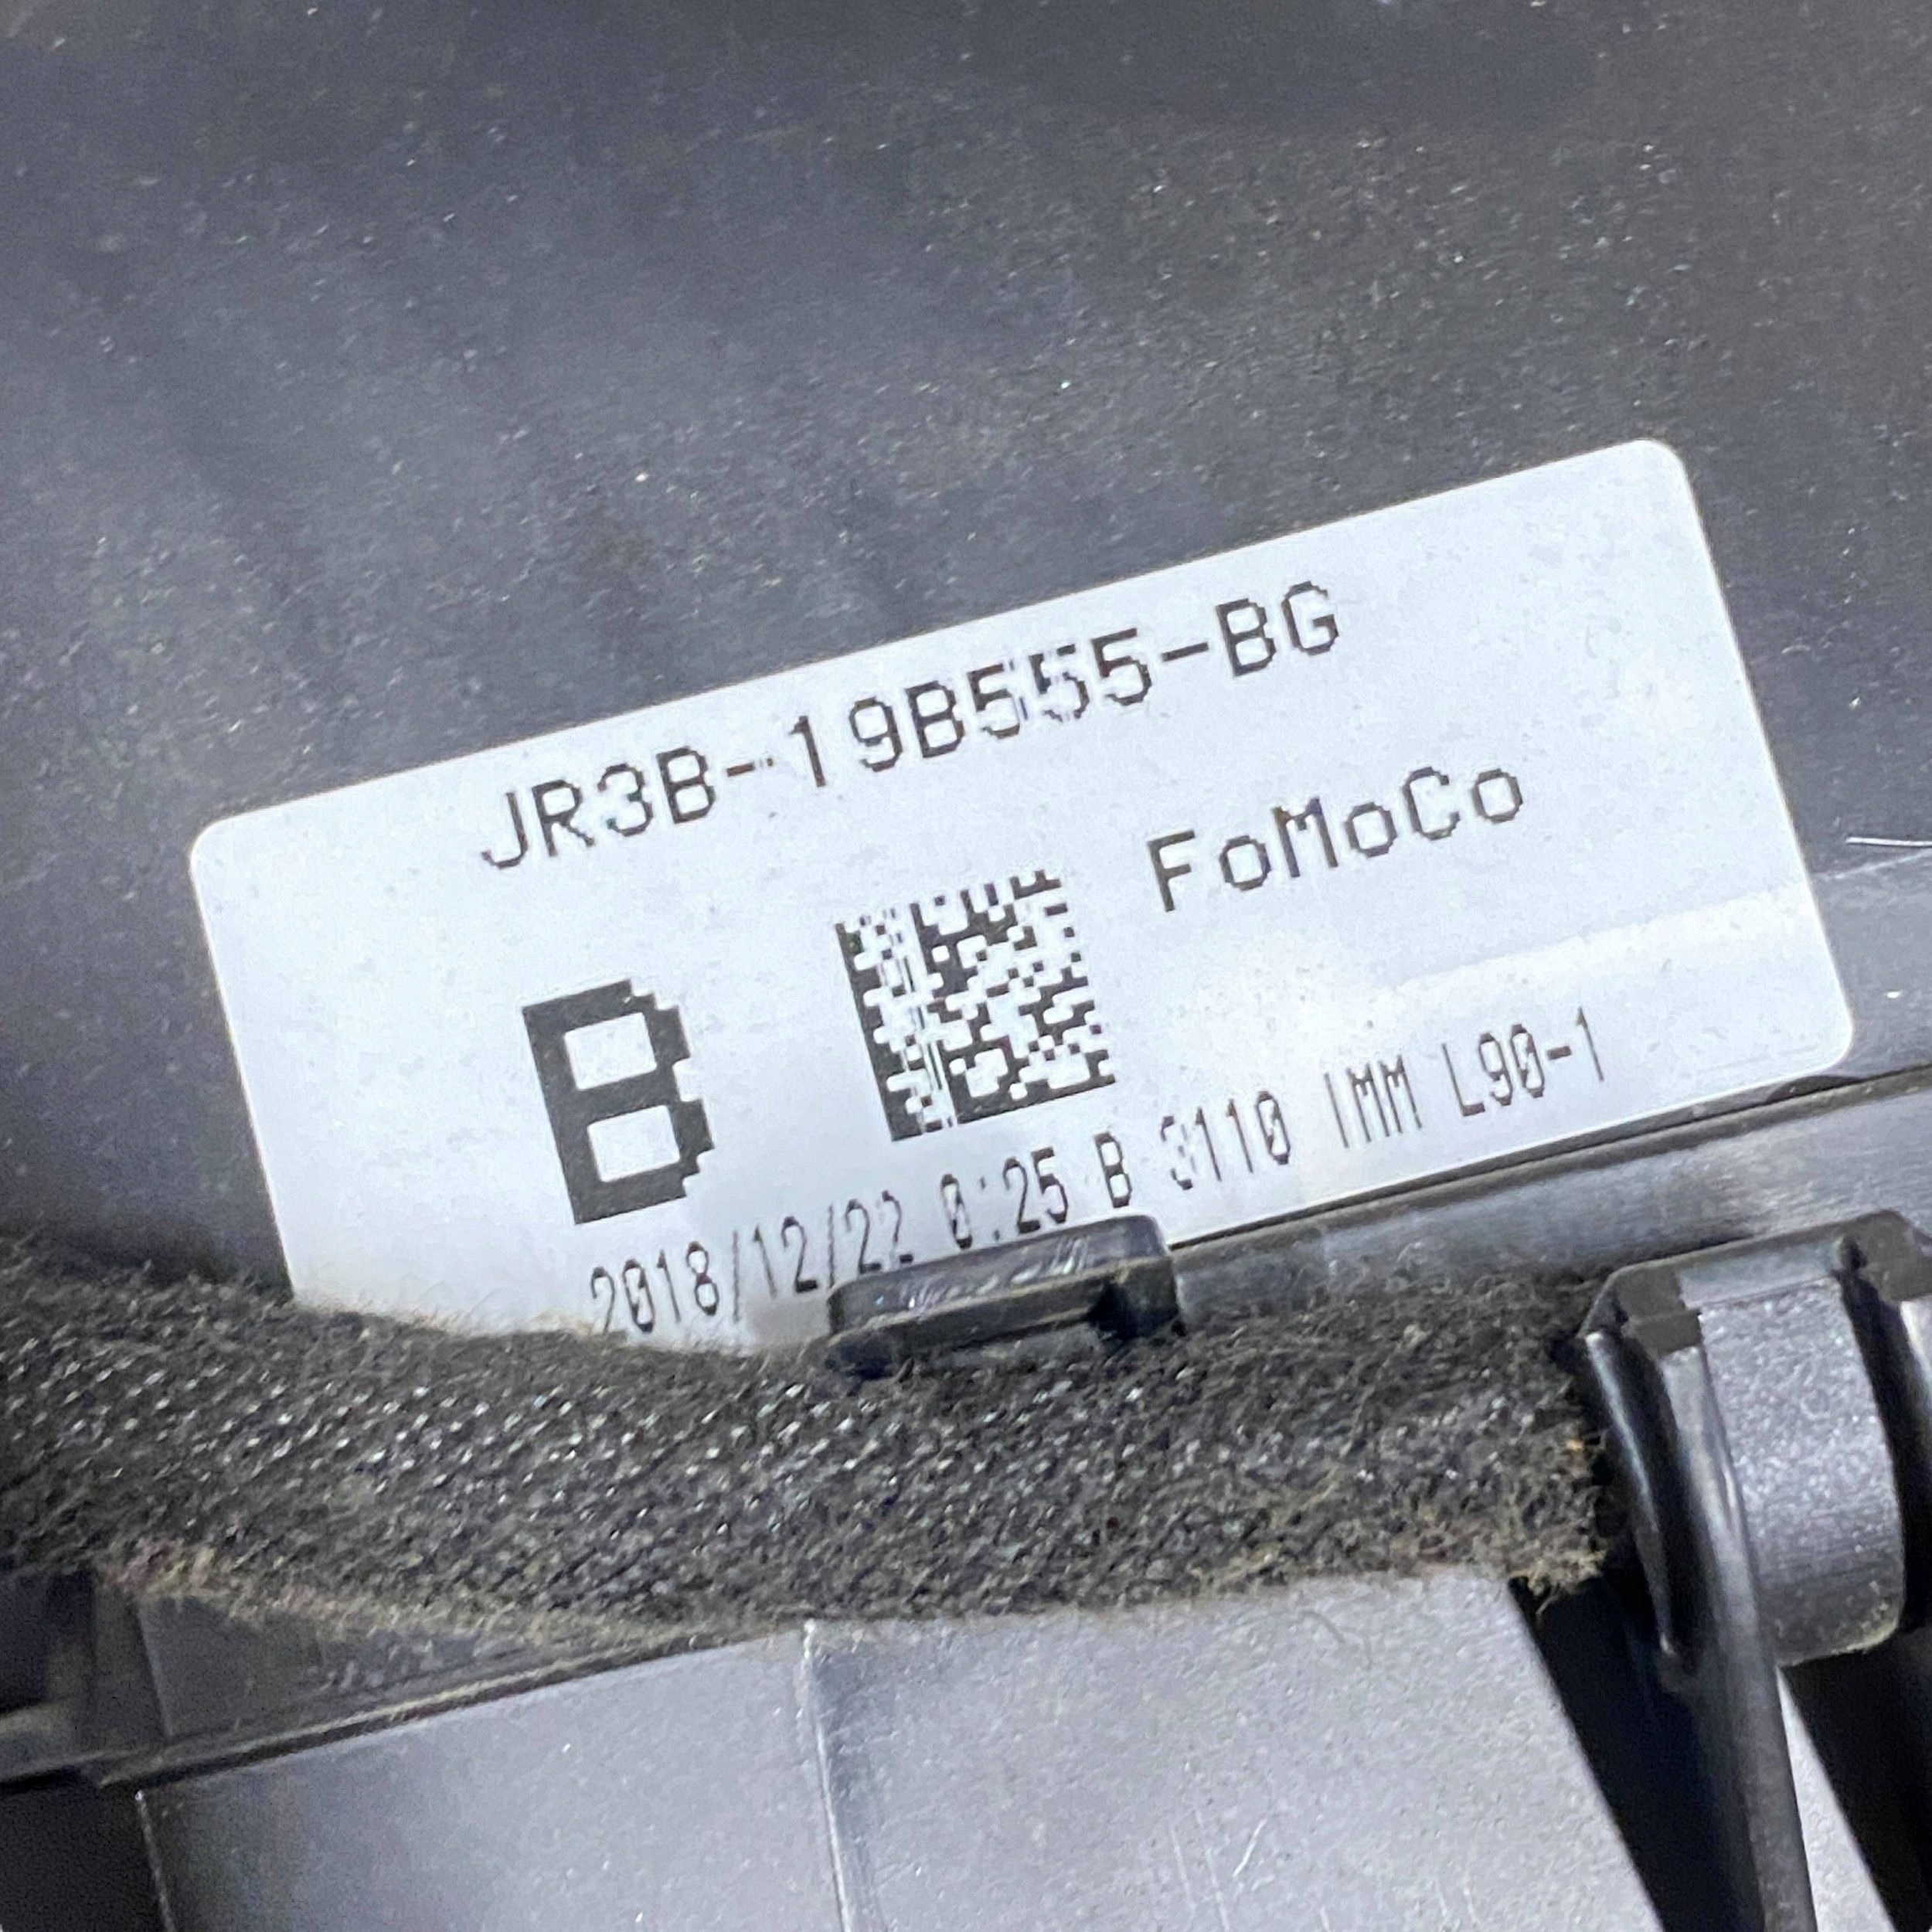 JR3B-19B555-BG
FoMoCo
B
2018/12/22 0:25 B 3110 IMM L90-1